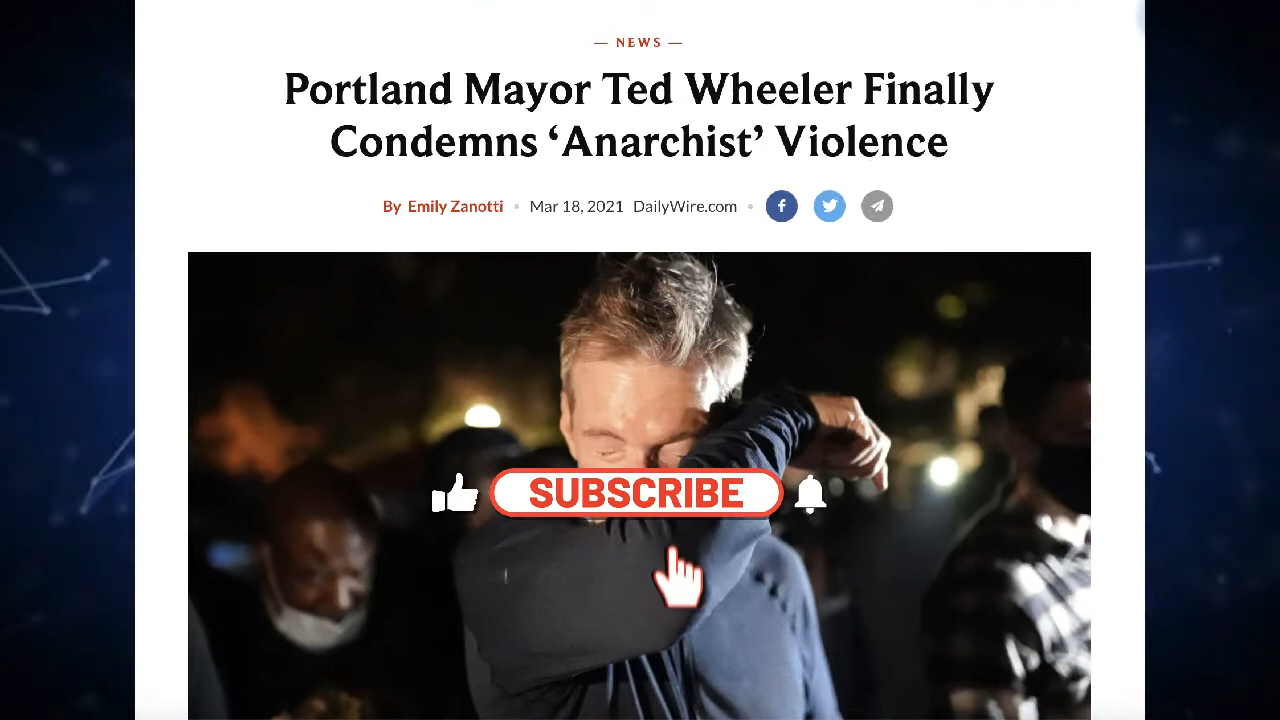 — NEWS —
Portland Mayor Ted Wheeler Finally
Condemns ‘Anarchist’ Violence
By Emily Zanotti • Mar 18, 2021 DailyWire.com •
SUBSCRIBE